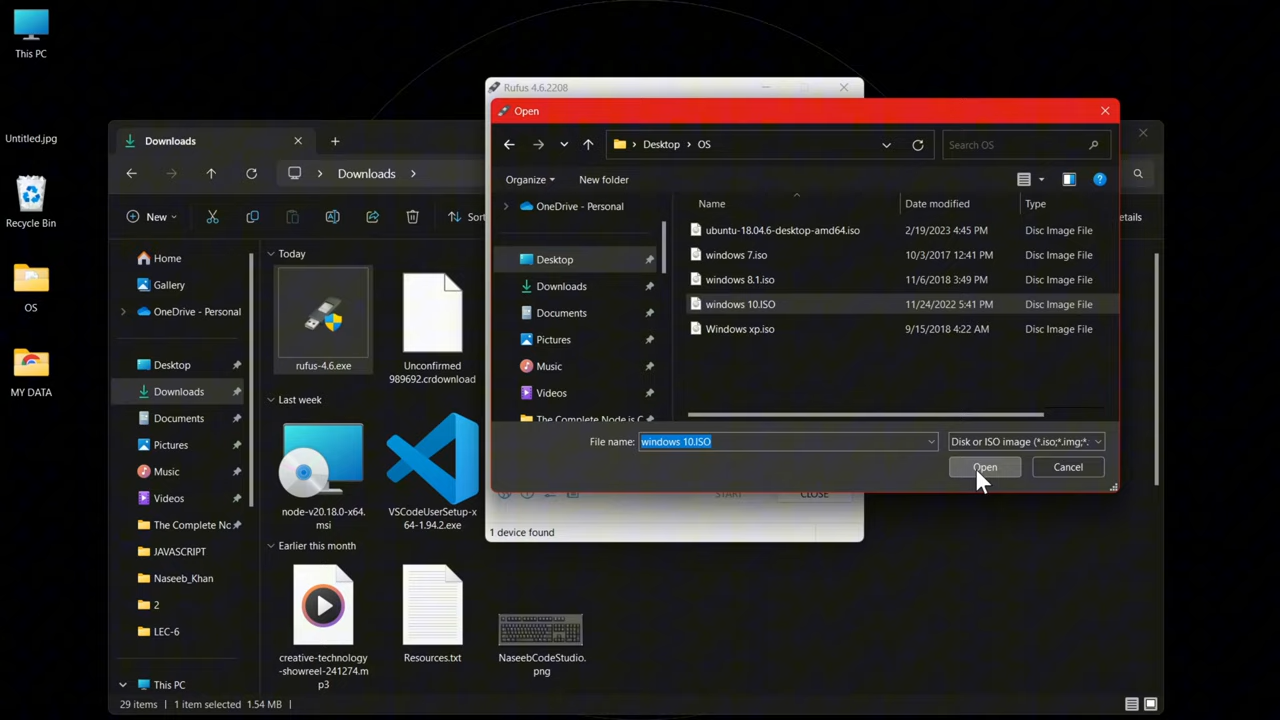 This PC
Untitled.jpg
Recycle Bin
OS
MY DATA
Downloads
Downloads
New
Sort
Home
Gallery
OneDrive - Personal
Desktop
Downloads
Documents
Pictures
Music
Videos
The Complete Nc
JAVASCRIPT
Naseeb_Khan
2
LEC-6
This PC
Today
rufus-4.6.exe
Unconfirmed
989692.crdownload
Last week
node-v20.18.0-x64.
msi
VSCodeUserSetup-x
64-1.94.2.exe
Earlier this month
creative-technology
-showreel-241274.m
p3
Resources.txt
NaseebCodeStudio.
png
29 items
1 item selected 1.54 MB
Rufus 4.6.2208
Open
Desktop
OS
Search OS
Organize
New folder
Name
Date modified
Type
OneDrive - Personal
Desktop
Downloads
Documents
Pictures
Music
Videos
The Complete Node is C
ubuntu-18.04.6-desktop-amd64.iso 2/19/2023 4:45 PM Disc Image File
windows 7.iso 10/3/2017 12:41 PM Disc Image File
windows 8.1.iso 11/6/2018 3:49 PM Disc Image File
windows 10.ISO 11/24/2022 5:41 PM Disc Image File
Windows xp.iso 9/15/2018 4:22 AM Disc Image File
File name: windows 10.ISO
Disk or ISO image (*.iso;*.img;*.
Open
Cancel
START
CLOSE
1 device found
etails